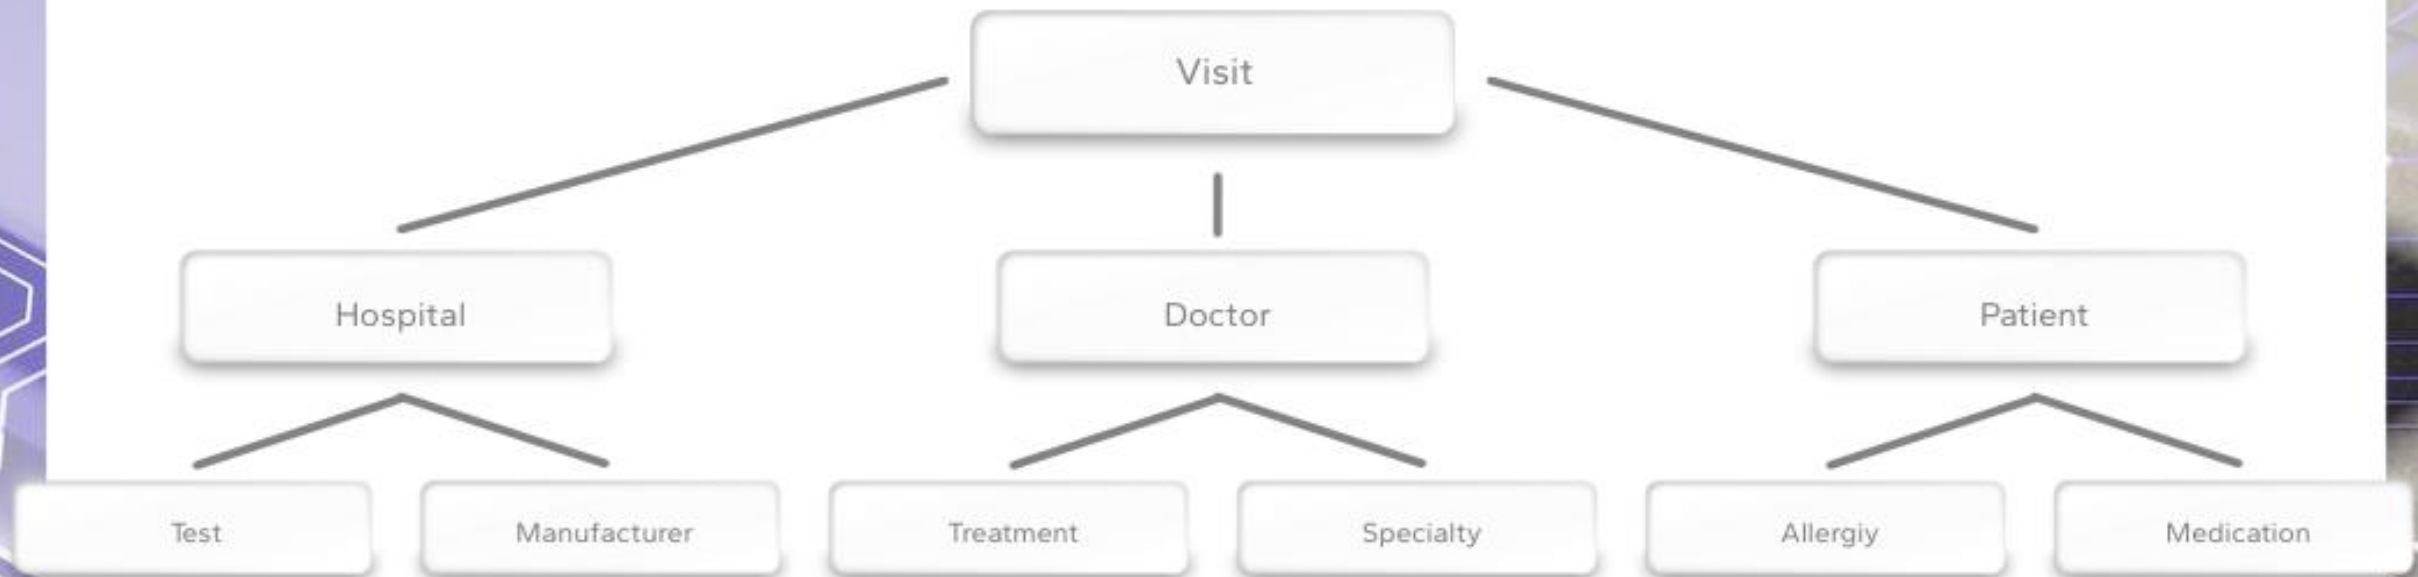 Visit
Hospital
Doctor
Patient
Test
Manufacturer
Treatment
Specialty
Allergiy
Medication